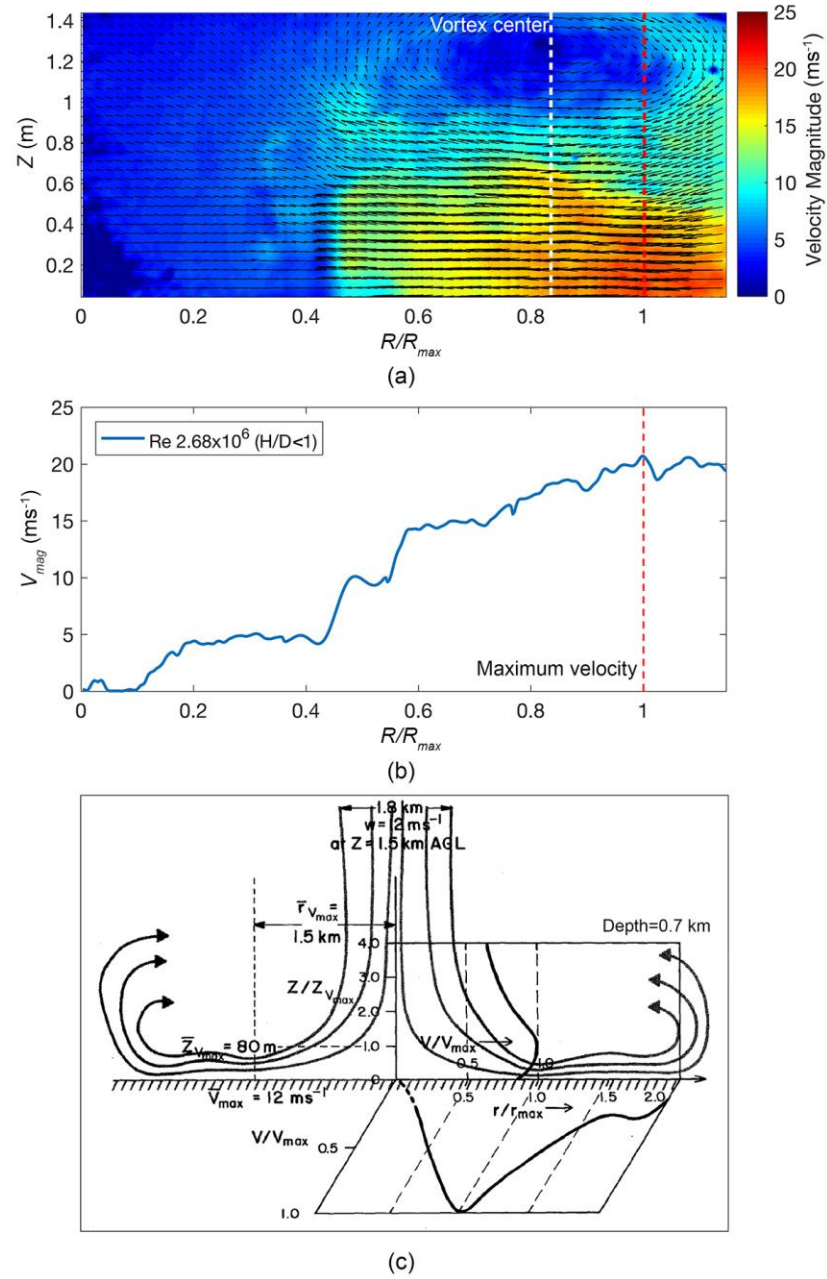 1.4
1.2
1
0.8
0.6
0.4
0.2
Z (m)
Vortex center
0 0.2 0.4 0.6 0.8 1
R/Rmax
25
20
15
10
5
0
Velocity Magnitude (ms-1)
(a)
25
20
15
10
5
0
Vmag (ms-1)
Re 2.68x10^6 (H/D<1)
Maximum velocity
0 0.2 0.4 0.6 0.8 1
R/Rmax
(b)
1.8 km
w = 12 ms-1
at Z = 1.5 km AGL
r̅Vmax =
1.5 km
Depth=0.7 km
4.0
3.0
Z/ZVmax
2.0
Z̅Vmax = 80 m
1.0
0
V/Vmax
0.5 1.0
V̅max = 12 ms-1
0.5 1.0 1.5 2.0
r/rmax
V/Vmax
0.5
1.0
(c)